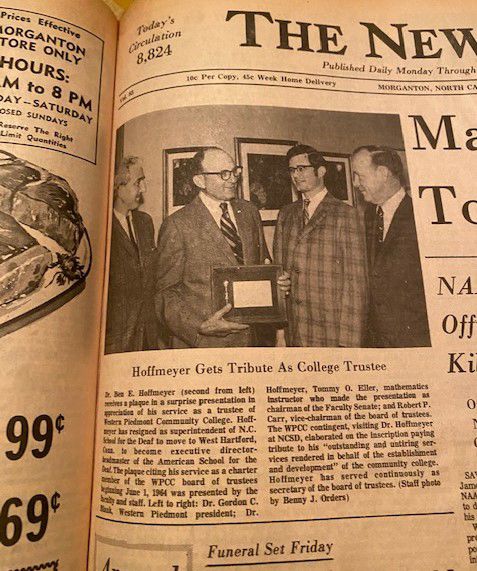 Prices Effective
MORGANTON
STORE ONLY
HOURS:
AM to 8 PM
DAY—SATURDAY
CLOSED SUNDAYS
Reserve The Right
Limit Quantities
99¢
69¢
Today's
Circulation
8,824
THE NEW
Published Daily Monday Through
10c Per Copy, 45c Week Home Delivery
MORGANTON, NORTH CA
Ma
To
NA
Off
Ki
Hoffmeyer Gets Tribute As College Trustee
Dr. Ben E. Hoffmeyer (second from left)
receives a plaque in a surprise presentation in
appreciation of his service as a trustee of
Western Piedmont Community College. Hoff-
meyer has resigned as superintendent of N.C.
School for the Deaf to move to West Hartford,
Conn. to become executive director-
headmaster of the American School for the
Deaf. The plaque citing his service as a charter
member of the WPCC board of trustees
beginning June 1, 1964 was presented by the
faculty and staff. Left to right: Dr. Gordon C.
Blank, Western Piedmont president; Dr.
Hoffmeyer, Tommy O. Eller, mathematics
instructor who made the presentation as
chairman of the Faculty Senate; and Robert P.
Carr, vice-chairman of the board of trustees.
The WPCC contingent, visiting Dr. Hoffmeyer
at NCSD, elaborated on the inscription paying
tribute to his "outstanding and untiring ser-
vices rendered in behalf of the establishment
and development" of the community college.
Hoffmeyer has served continuously as
secretary of the board of trustees. (Staff photo
by Benny J. Orders)
Funeral Set Friday
SAV
Jame
NAA
to d
his